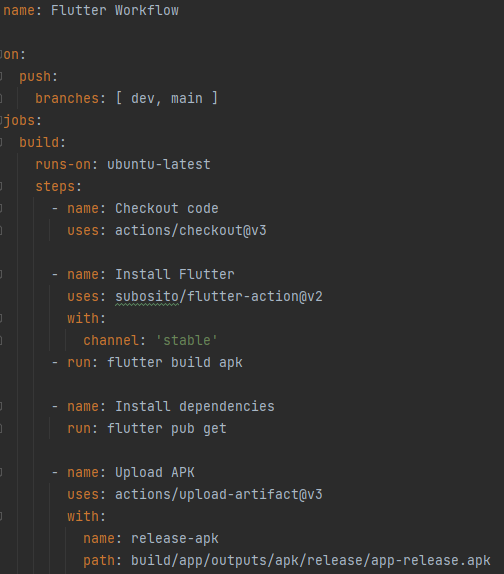 name: Flutter Workflow
on:
push:
branches: [ dev, main ]
jobs:
build:
runs-on: ubuntu-latest
steps:
- name: Checkout code
uses: actions/checkout@v3
- name: Install Flutter
uses: subosito/flutter-action@v2
with:
channel: 'stable'
- run: flutter build apk
- name: Install dependencies
run: flutter pub get
- name: Upload APK
uses: actions/upload-artifact@v3
with:
name: release-apk
path: build/app/outputs/apk/release/app-release.apk